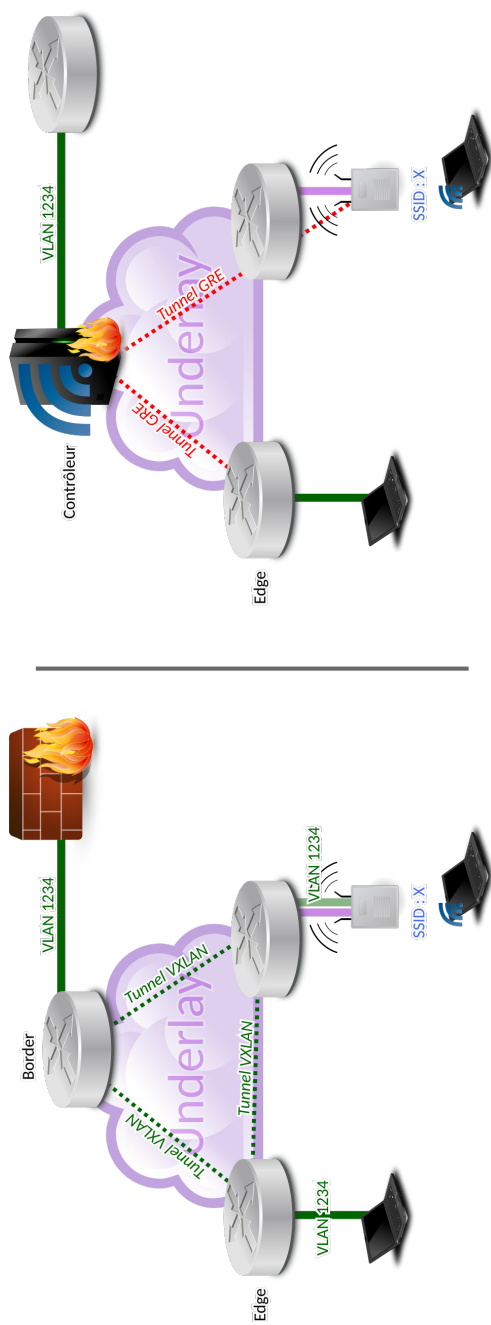 Border
VLAN 1234
Tunnel VXLAN
Tunnel VXLAN
Underlay
Tunnel VXLAN
Edge
VLAN 1234
VLAN 1234
SSID : X
Contrôleur
VLAN 1234
Tunnel GRE
Tunnel GRE
Underlay
Edge
SSID : X